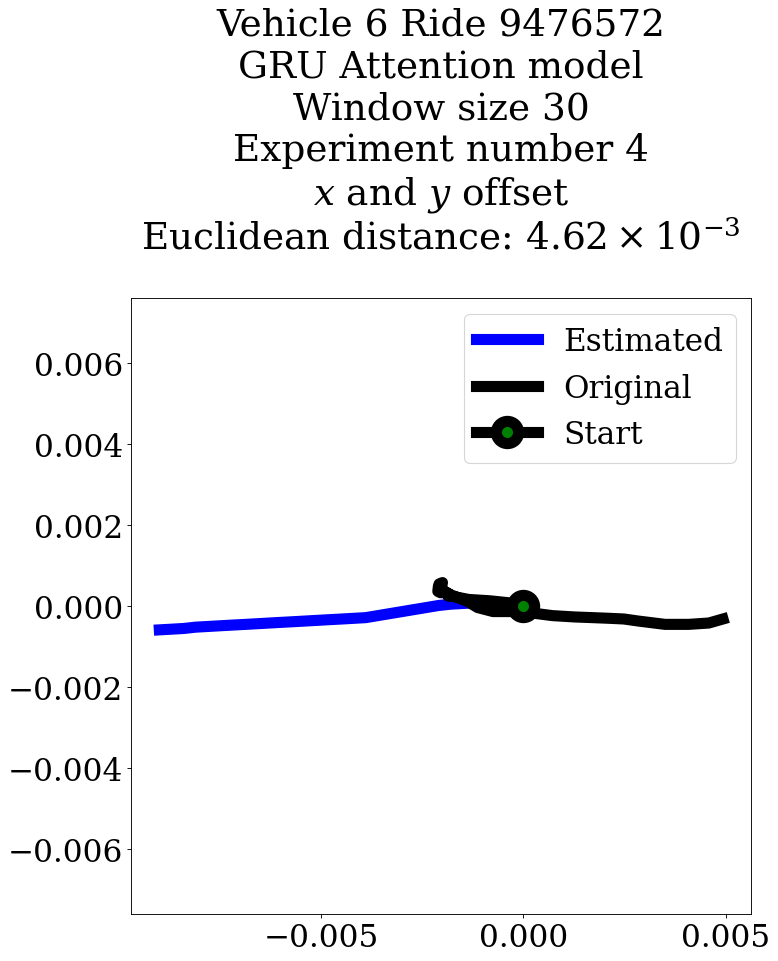 Vehicle 6 Ride 9476572
GRU Attention model
Window size 30
Experiment number 4
x and y offset
Euclidean distance: 4.62 × 10⁻³
Estimated
Original
Start
0.006
0.004
0.002
0.000
−0.002
−0.004
−0.006
−0.005 0.000 0.005